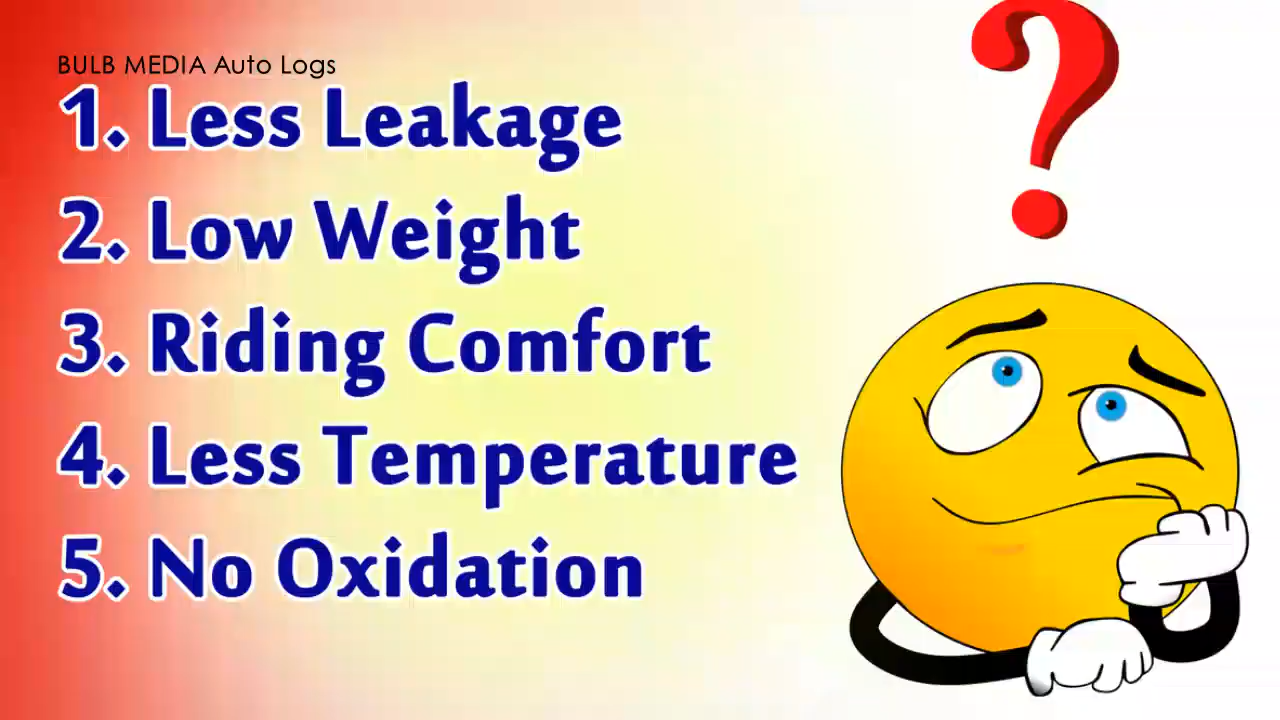 BULB MEDIA Auto Logs
1. Less Leakage
2. Low Weight
3. Riding Comfort
4. Less Temperature
5. No Oxidation